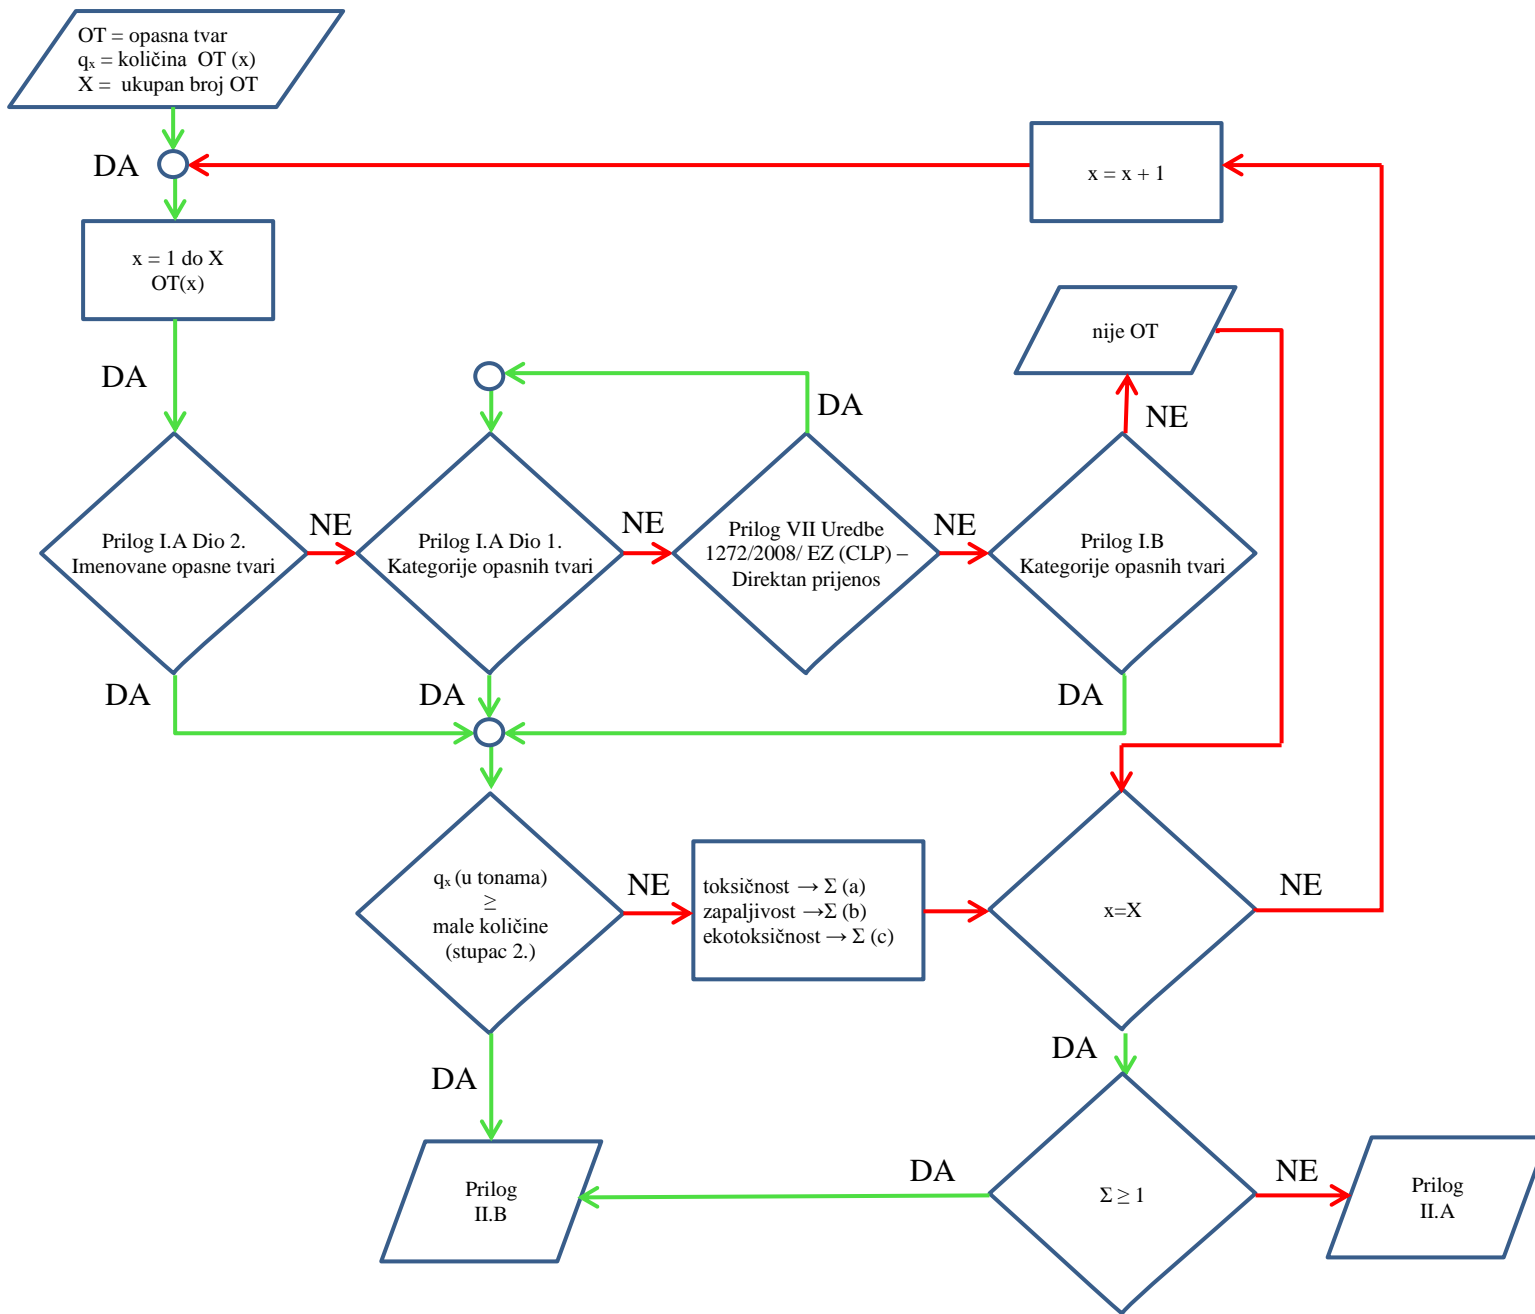 OT = opasna tvar
qx = količina OT (x)
X = ukupan broj OT
DA
x = x + 1
x = 1 do X
OT(x)
nije OT
DA
DA
NE
Prilog I.A Dio 2.
Imenovane opasne tvari
NE
Prilog I.A Dio 1.
Kategorije opasnih tvari
NE
Prilog VII Uredbe
1272/2008/ EZ (CLP) –
Direktan prijenos
NE
Prilog I.B
Kategorije opasnih tvari
DA
DA
DA
qx (u tonama)
≥
male količine
(stupac 2.)
NE
toksičnost → Σ (a)
zapaljivost →Σ (b)
ekotoksičnost → Σ (c)
x=X
NE
DA
DA
Prilog
II.B
DA
Σ ≥ 1
NE
Prilog
II.A